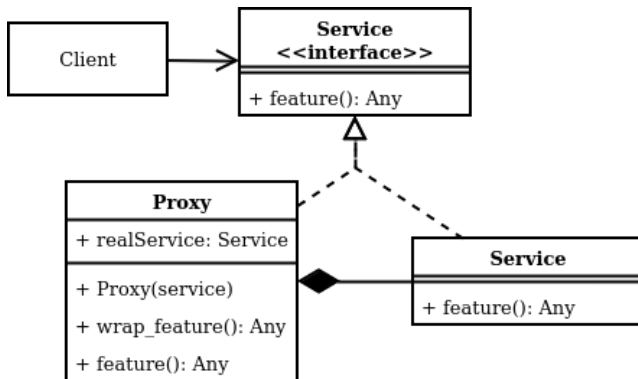 Client
Service
<<interface>>
+ feature(): Any
Proxy
+ realService: Service
+ Proxy(service)
+ wrap_feature(): Any
+ feature(): Any
Service
+ feature(): Any